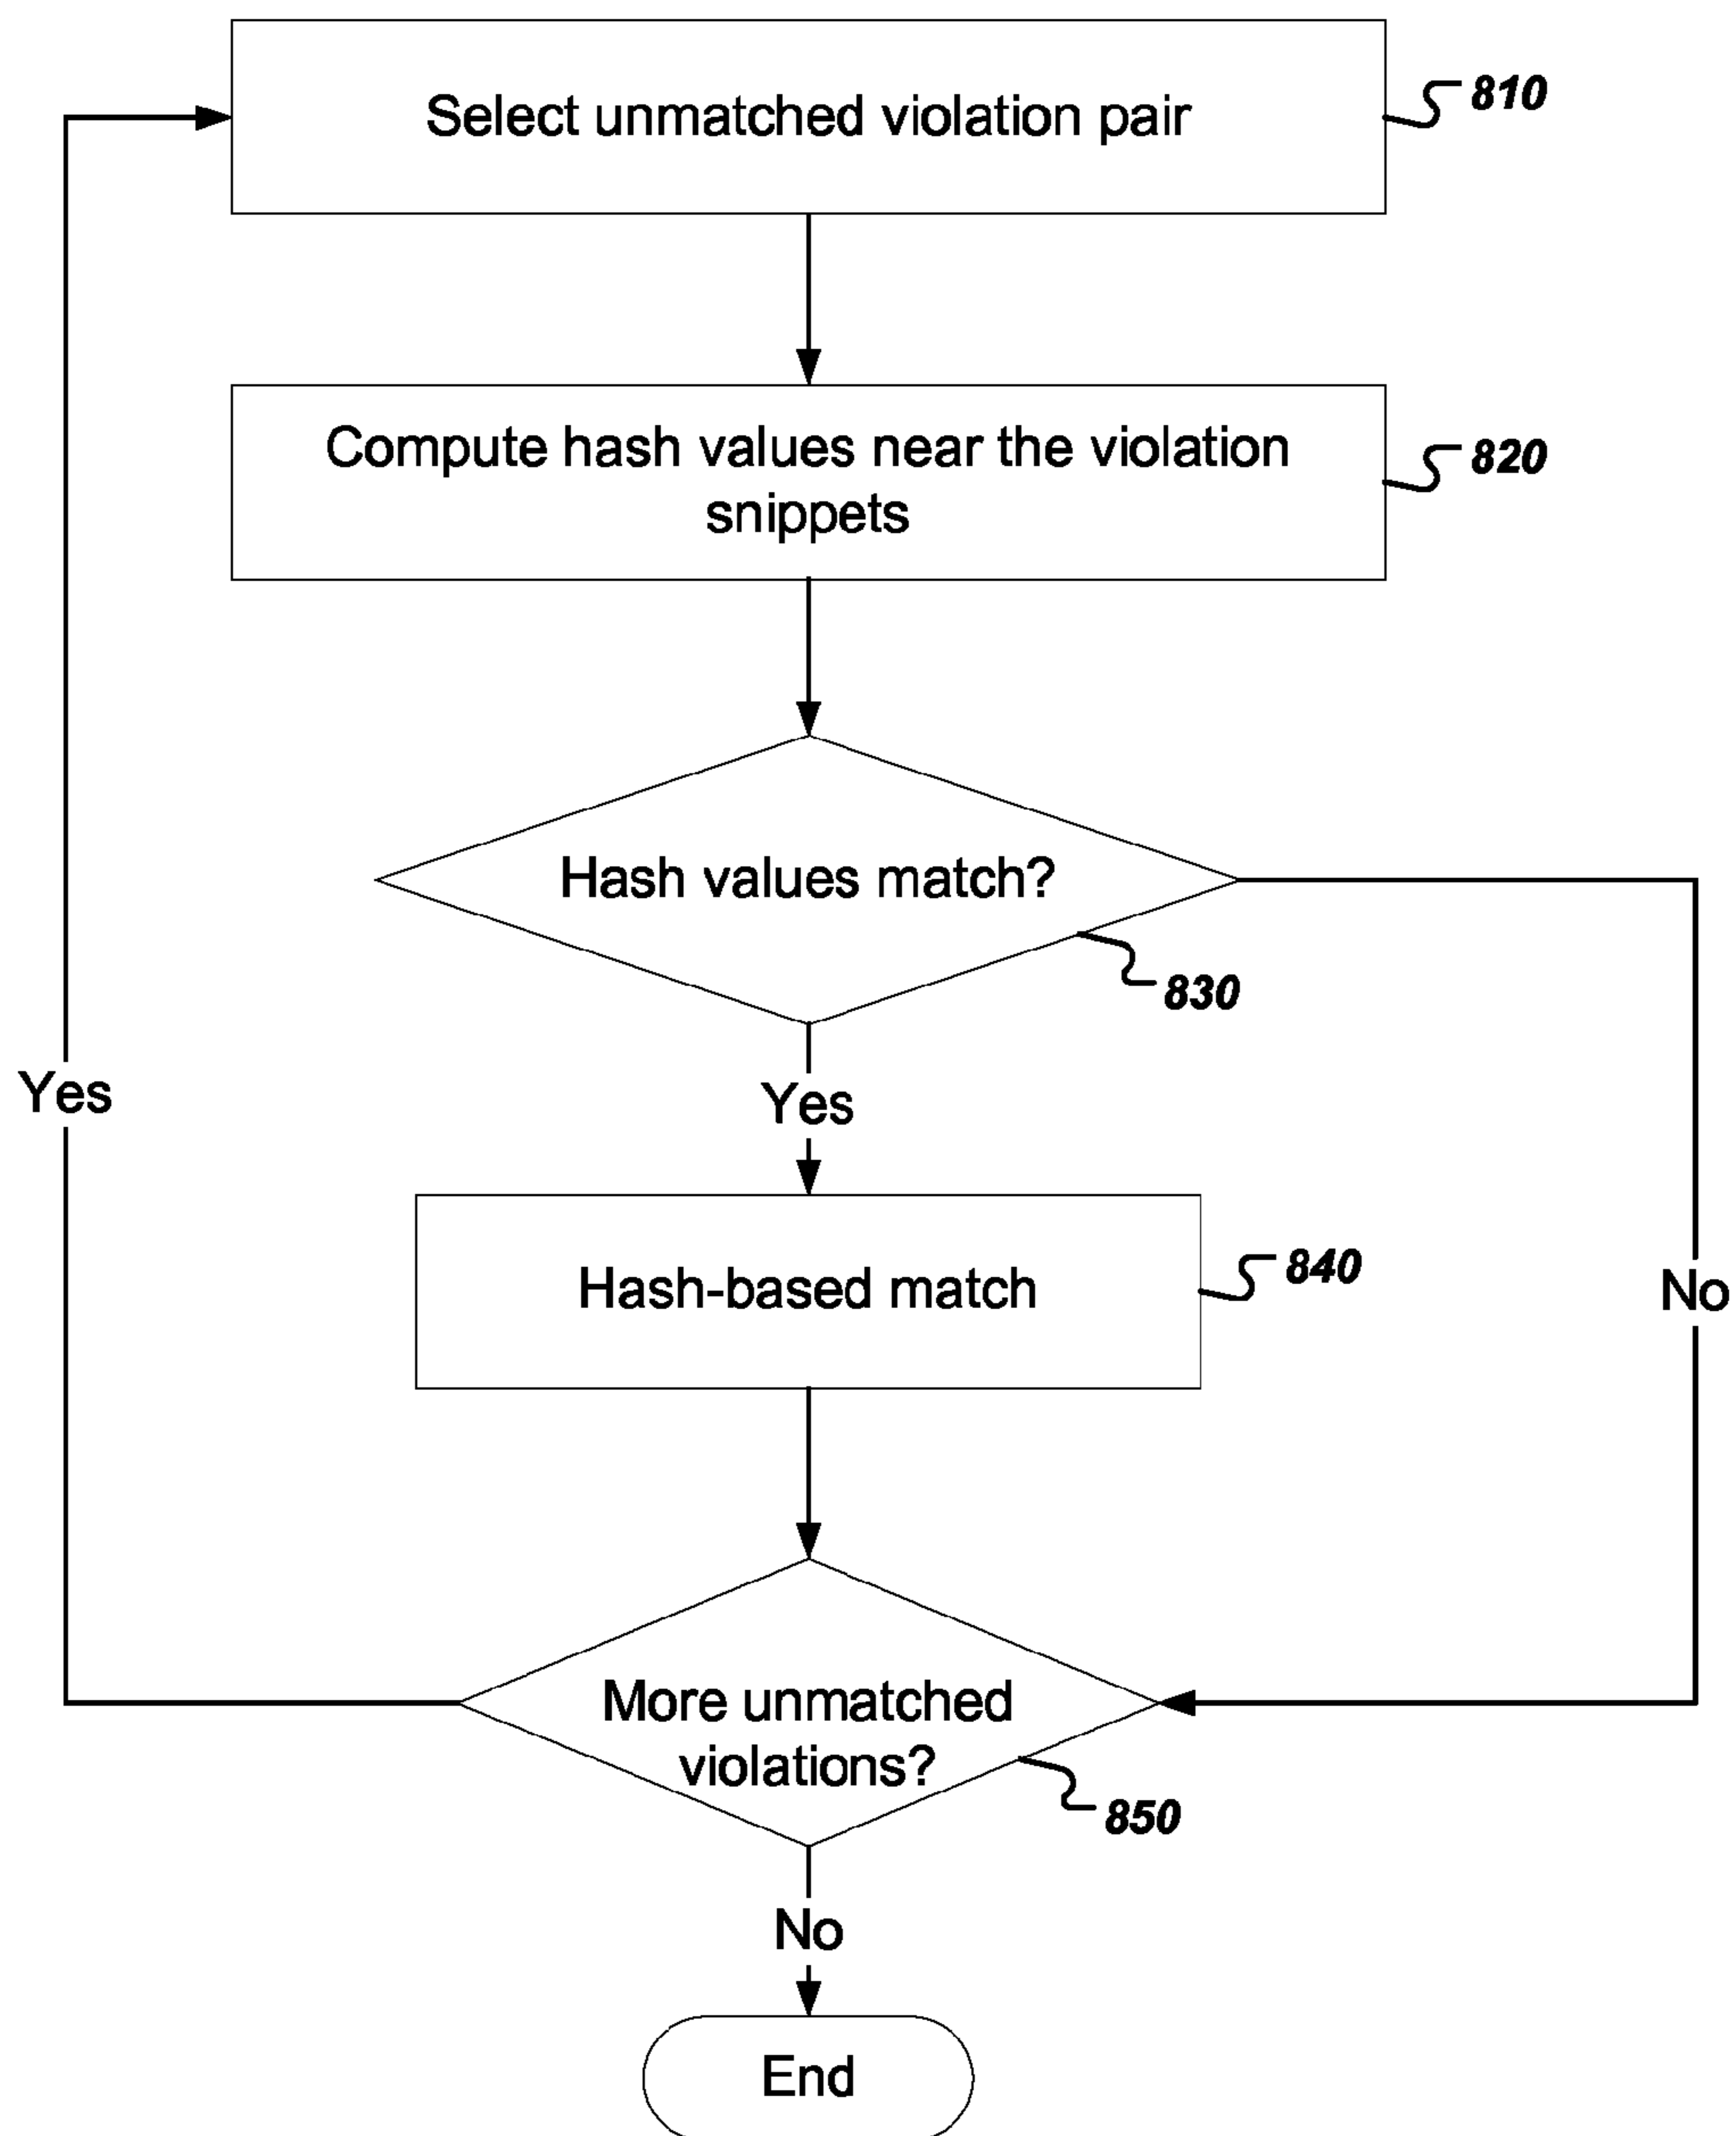 Select unmatched violation pair
810
Compute hash values near the violation
snippets
820
Hash values match?
830
Yes
Yes
840
Hash-based match
No
More unmatched
violations?
850
No
End